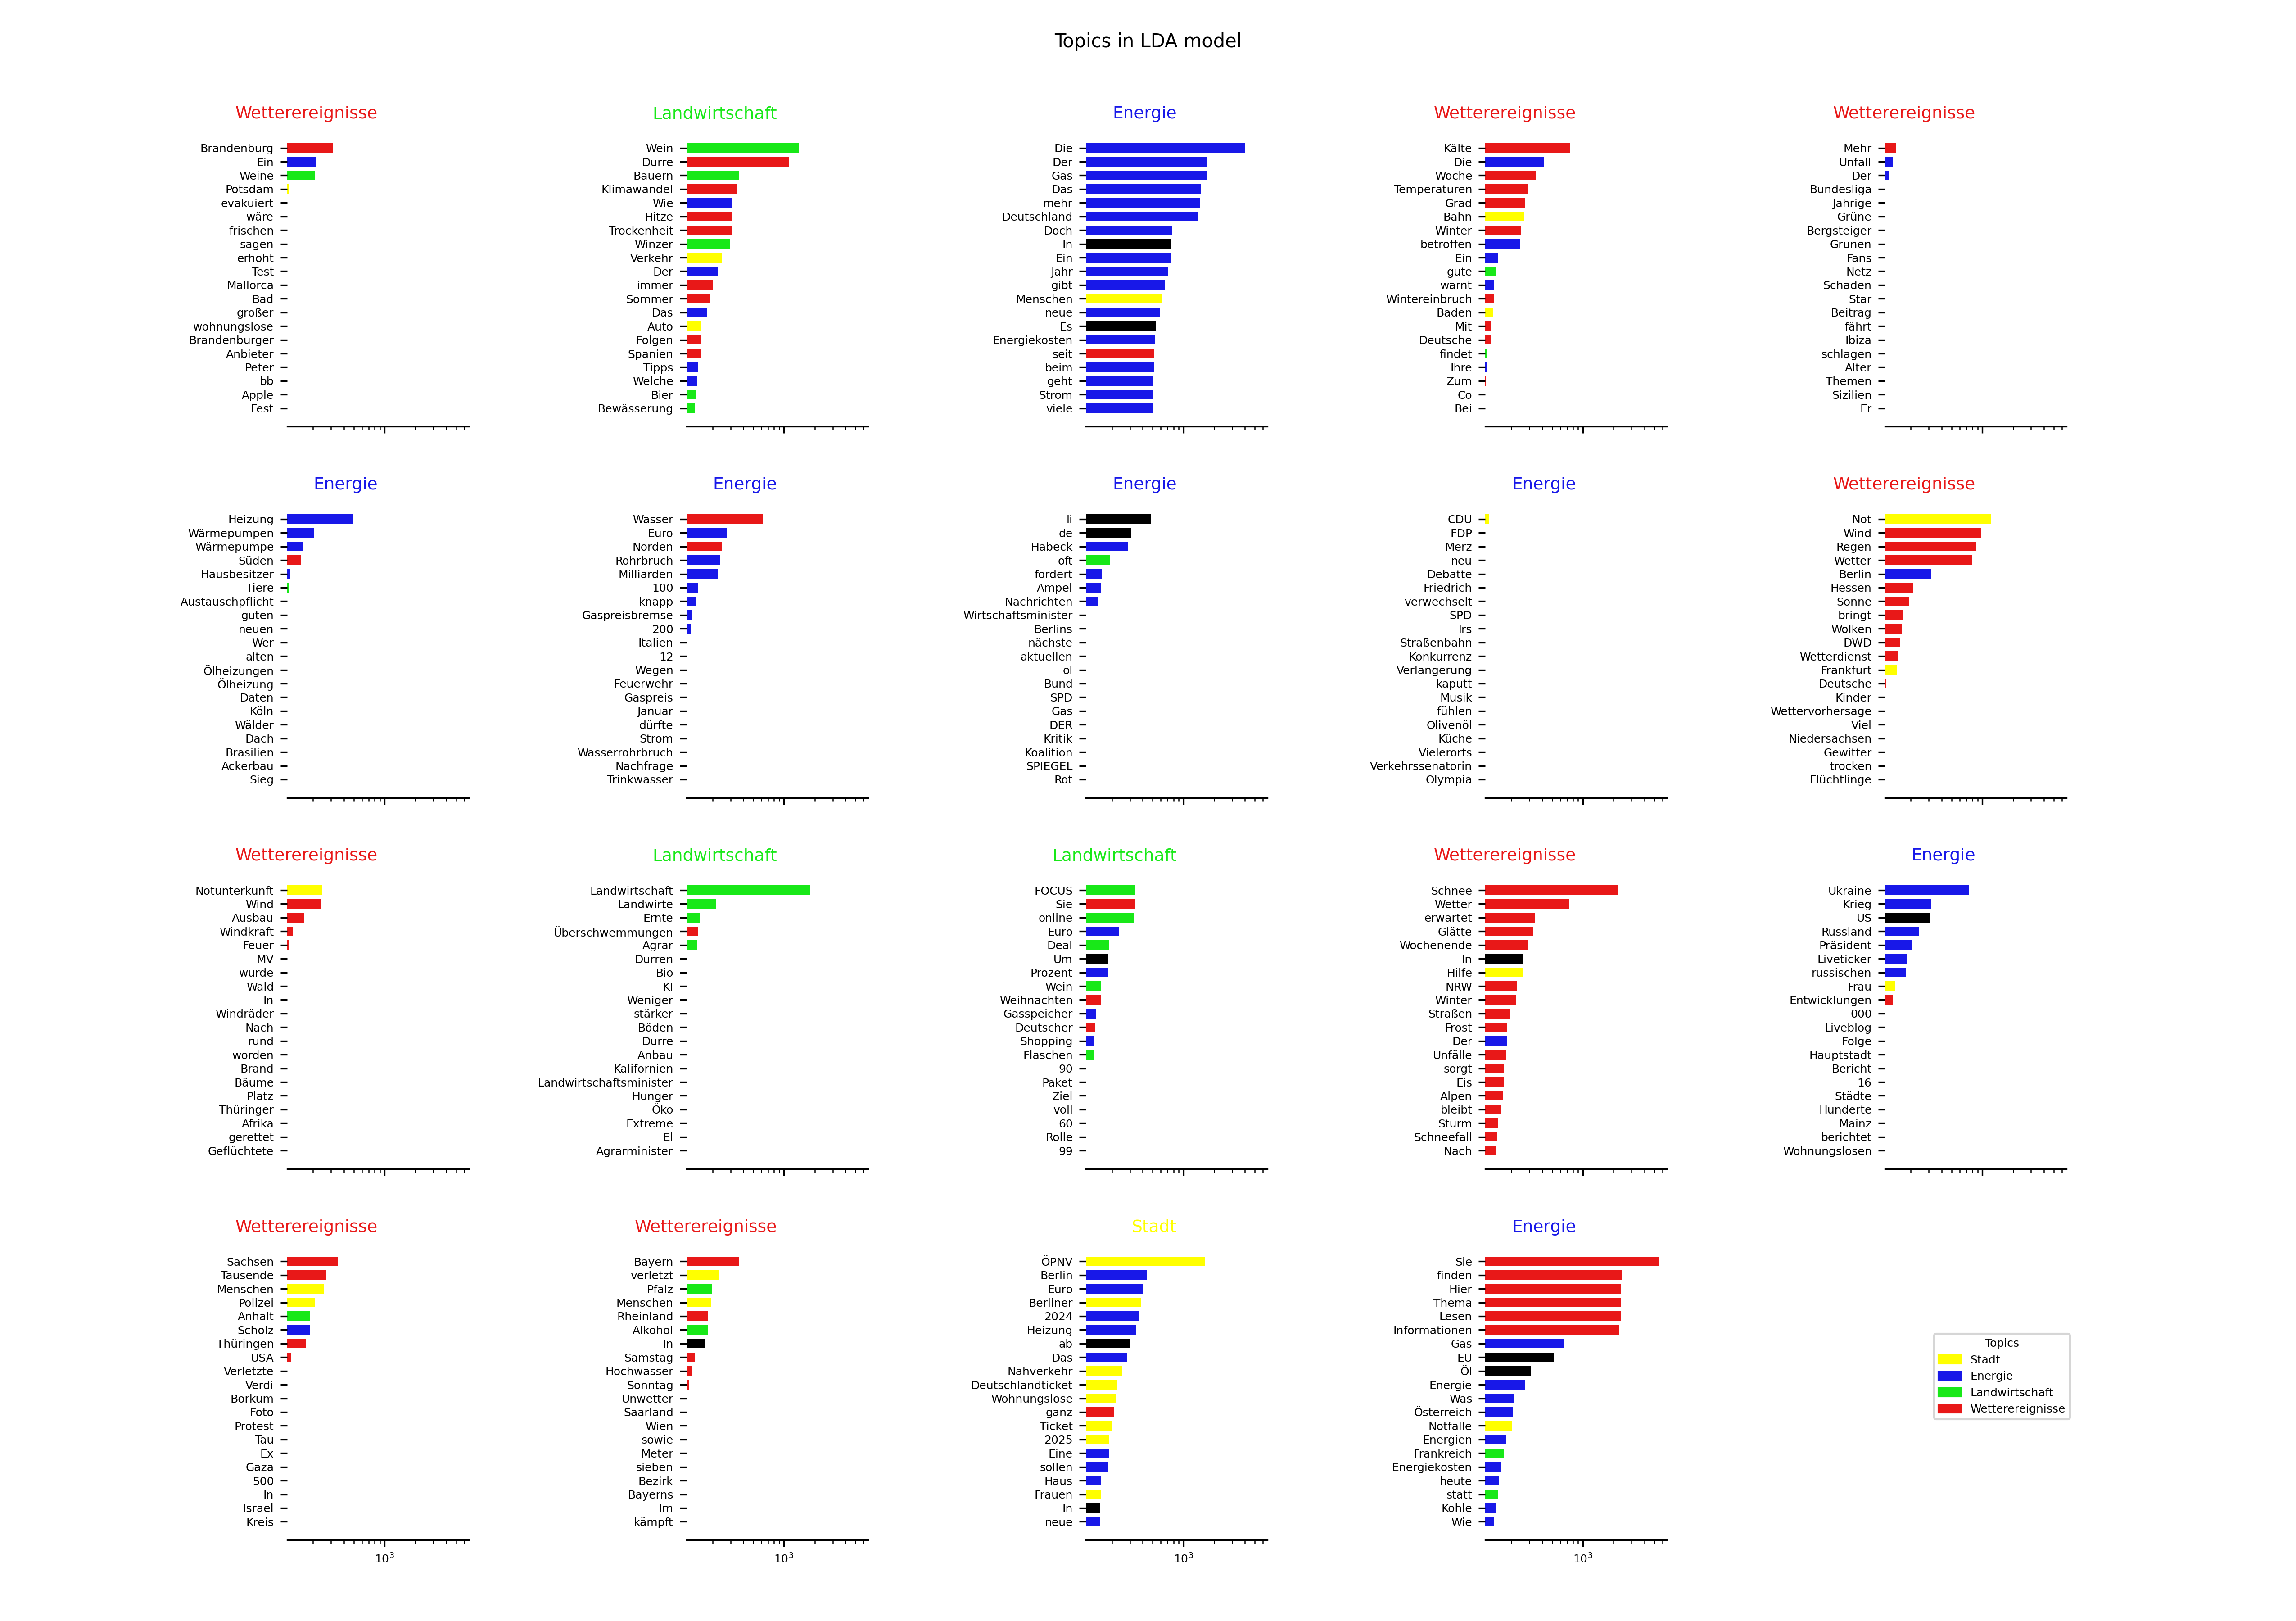 Topics in LDA model
Wetterereignisse
Brandenburg
Ein
Weine
Potsdam
evakuiert
wäre
frischen
sagen
erhöht
Test
Mallorca
Bad
großer
wohnungslose
Brandenburger
Anbieter
Peter
bb
Apple
Fest
Landwirtschaft
Wein
Dürre
Bauern
Klimawandel
Wie
Hitze
Trockenheit
Winzer
Verkehr
Der
immer
Sommer
Das
Auto
Folgen
Spanien
Tipps
Welche
Bier
Bewässerung
Energie
Die
Der
Gas
Das
mehr
Deutschland
Doch
In
Ein
Jahr
gibt
Menschen
neue
Es
Energiekosten
seit
beim
geht
Strom
viele
Wetterereignisse
Kälte
Die
Woche
Temperaturen
Grad
Bahn
Winter
betroffen
Ein
gute
warnt
Wintereinbruch
Baden
Mit
Deutsche
findet
Ihre
Zum
Co
Bei
Wetterereignisse
Mehr
Unfall
Der
Bundesliga
Jährige
Grüne
Bergsteiger
Grünen
Fans
Netz
Schaden
Star
Beitrag
fährt
Ibiza
schlagen
Alter
Themen
Sizilien
Er
Energie
Heizung
Wärmepumpen
Wärmepumpe
Süden
Hausbesitzer
Tiere
Austauschpflicht
guten
neuen
Wer
alten
Ölheizungen
Ölheizung
Daten
Köln
Wälder
Dach
Brasilien
Ackerbau
Sieg
Energie
Wasser
Euro
Norden
Rohrbruch
Milliarden
100
knapp
Gaspreisbremse
200
Italien
12
Wegen
Feuerwehr
Gaspreis
Januar
dürfte
Strom
Wasserrohrbruch
Nachfrage
Trinkwasser
Energie
li
de
Habeck
oft
fordert
Ampel
Nachrichten
Wirtschaftsminister
Berlins
nächste
aktuellen
ol
Bund
SPD
Gas
DER
Kritik
Koalition
SPIEGEL
Rot
Energie
CDU
FDP
Merz
neu
Debatte
Friedrich
verwechselt
SPD
Irs
Straßenbahn
Konkurrenz
Verlängerung
kaputt
Musik
fühlen
Olivenöl
Küche
Vielerorts
Verkehrssenatorin
Olympia
Wetterereignisse
Not
Wind
Regen
Wetter
Berlin
Hessen
Sonne
bringt
Wolken
DWD
Wetterdienst
Frankfurt
Deutsche
Kinder
Wettervorhersage
Viel
Niedersachsen
Gewitter
trocken
Flüchtlinge
Wetterereignisse
Notunterkunft
Wind
Ausbau
Windkraft
Feuer
MV
wurde
Wald
In
Windräder
Nach
rund
worden
Brand
Bäume
Platz
Thüringer
Afrika
gerettet
Geflüchtete
Landwirtschaft
Landwirtschaft
Landwirte
Ernte
Überschwemmungen
Agrar
Dürren
Bio
KI
Weniger
stärker
Böden
Dürre
Anbau
Kalifornien
Landwirtschaftsminister
Hunger
Öko
Extreme
El
Agrarminister
Landwirtschaft
FOCUS
Sie
online
Euro
Deal
Um
Prozent
Wein
Weihnachten
Gasspeicher
Deutscher
Shopping
Flaschen
90
Paket
Ziel
voll
60
Rolle
99
Wetterereignisse
Schnee
Wetter
erwartet
Glätte
Wochenende
In
Hilfe
NRW
Winter
Straßen
Frost
Der
Unfälle
sorgt
Eis
Alpen
bleibt
Sturm
Schneefall
Nach
Energie
Ukraine
Krieg
US
Russland
Präsident
Liveticker
russischen
Frau
Entwicklungen
000
Liveblog
Folge
Hauptstadt
Bericht
16
Städte
Hunderte
Mainz
berichtet
Wohnungslosen
Wetterereignisse
Sachsen
Tausende
Menschen
Polizei
Anhalt
Scholz
Thüringen
USA
Verletzte
Verdi
Borkum
Foto
Protest
Tau
Ex
Gaza
500
In
Israel
Kreis
10³
Wetterereignisse
Bayern
verletzt
Pfalz
Menschen
Rheinland
Alkohol
In
Samstag
Hochwasser
Sonntag
Unwetter
Saarland
Wien
sowie
Meter
sieben
Bezirk
Bayerns
Im
kämpft
10³
Stadt
ÖPNV
Berlin
Euro
Berliner
2024
Heizung
ab
Das
Nahverkehr
Deutschlandticket
Wohnungslose
ganz
Ticket
2025
Eine
sollen
Haus
Frauen
In
neue
10³
Energie
Sie
finden
Hier
Thema
Lesen
Informationen
Gas
EU
Öl
Energie
Was
Österreich
Notfälle
Energien
Frankreich
Energiekosten
heute
statt
Kohle
Wie
10³
Topics
Stadt
Energie
Landwirtschaft
Wetterereignisse